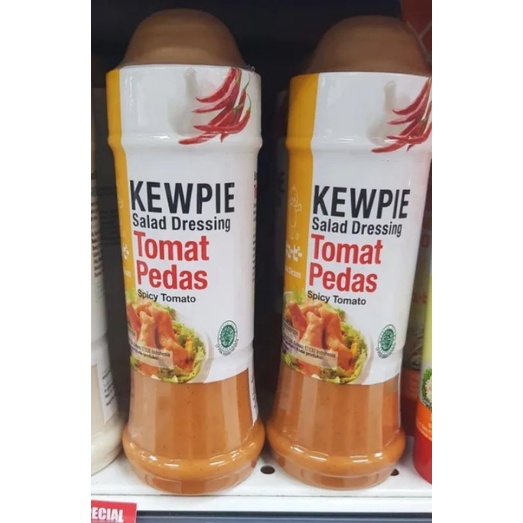 KEWPIE
Salad Dressing
Tomat
Pedas
Spicy Tomato
KEWPIE
Salad Dressing
Tomat
Pedas
Spicy Tomato
ECIAL